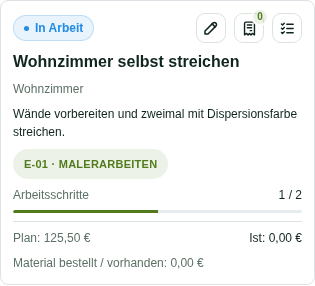 In Arbeit
0
Wohnzimmer selbst streichen
Wohnzimmer
Wände vorbereiten und zweimal mit Dispersionsfarbe
streichen.
E-01 · MALERARBEITEN
Arbeitsschritte 1 / 2
Plan: 125,50 € Ist: 0,00 €
Material bestellt / vorhanden: 0,00 €